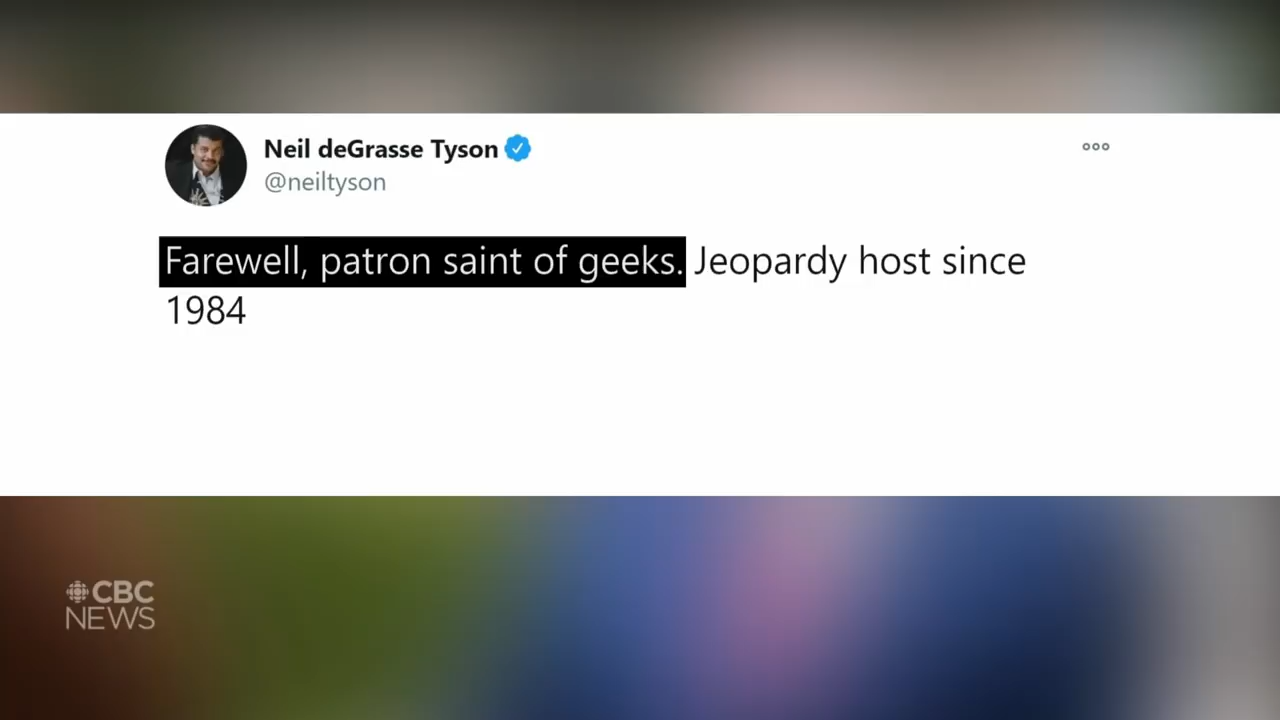 Neil deGrasse Tyson
@neiltyson
Farewell, patron saint of geeks. Jeopardy host since
1984
CBC
NEWS